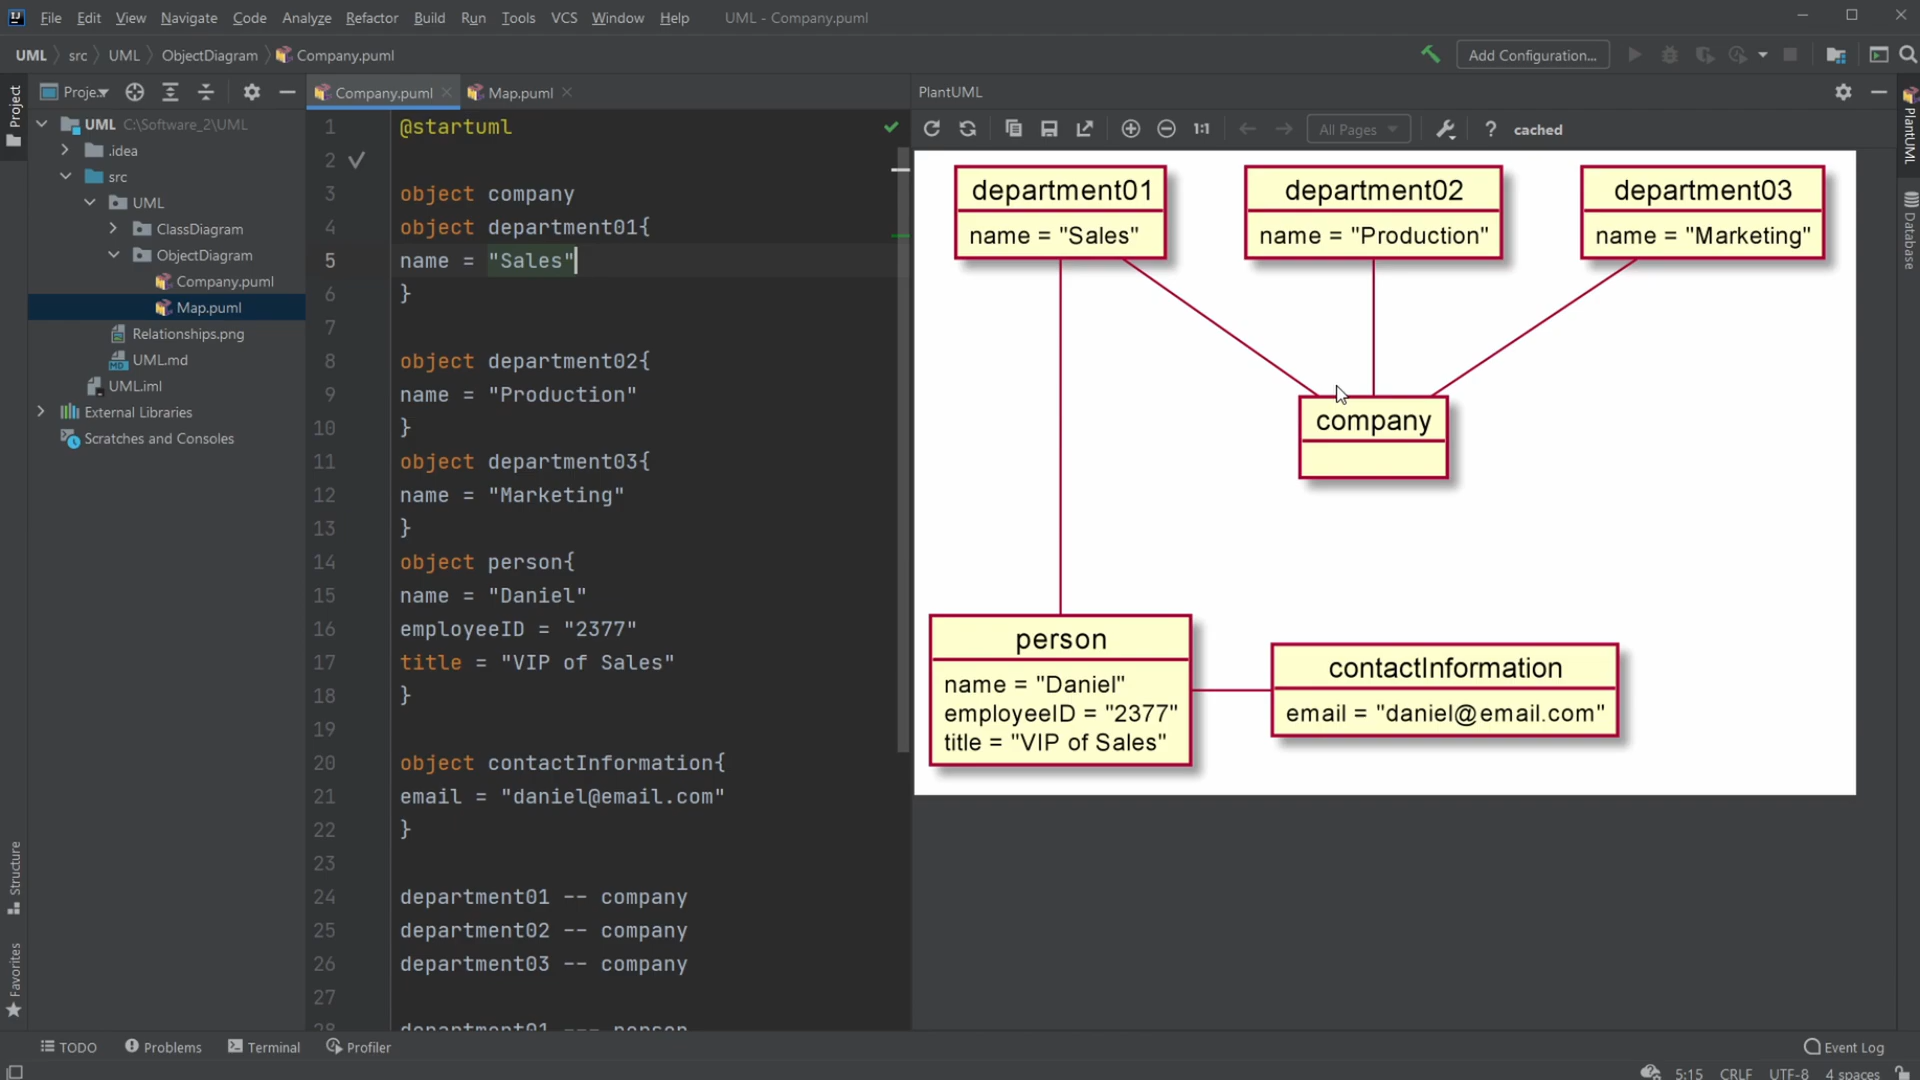 File Edit View Navigate Code Analyze Refactor Build Run Tools VCS Window Help UML - Company.puml
UML src UML ObjectDiagram Company.puml Add Configuration...
Project
Proje...
UML C:\Software_2\UML
.idea
src
UML
ClassDiagram
ObjectDiagram
Company.puml
Map.puml
Relationships.png
UML.md
UML.iml
External Libraries
Scratches and Consoles
Structure
Favorites
Company.puml Map.puml
1 @startuml
2
3 object company
4 object department01{
5 name = "Sales"
6 }
7
8 object department02{
9 name = "Production"
10 }
11 object department03{
12 name = "Marketing"
13 }
14 object person{
15 name = "Daniel"
16 employeeID = "2377"
17 title = "VIP of Sales"
18 }
19
20 object contactInformation{
21 email = "daniel@email.com"
22 }
23
24 department01 -- company
25 department02 -- company
26 department03 -- company
27
28 department01 --- person
PlantUML
1:1 All Pages ? cached
department01
name = "Sales"
department02
name = "Production"
department03
name = "Marketing"
company
person
name = "Daniel"
employeeID = "2377"
title = "VIP of Sales"
contactInformation
email = "daniel@email.com"
PlantUML
Database
TODO Problems Terminal Profiler Event Log
5:15 CRLF UTF-8 4 spaces